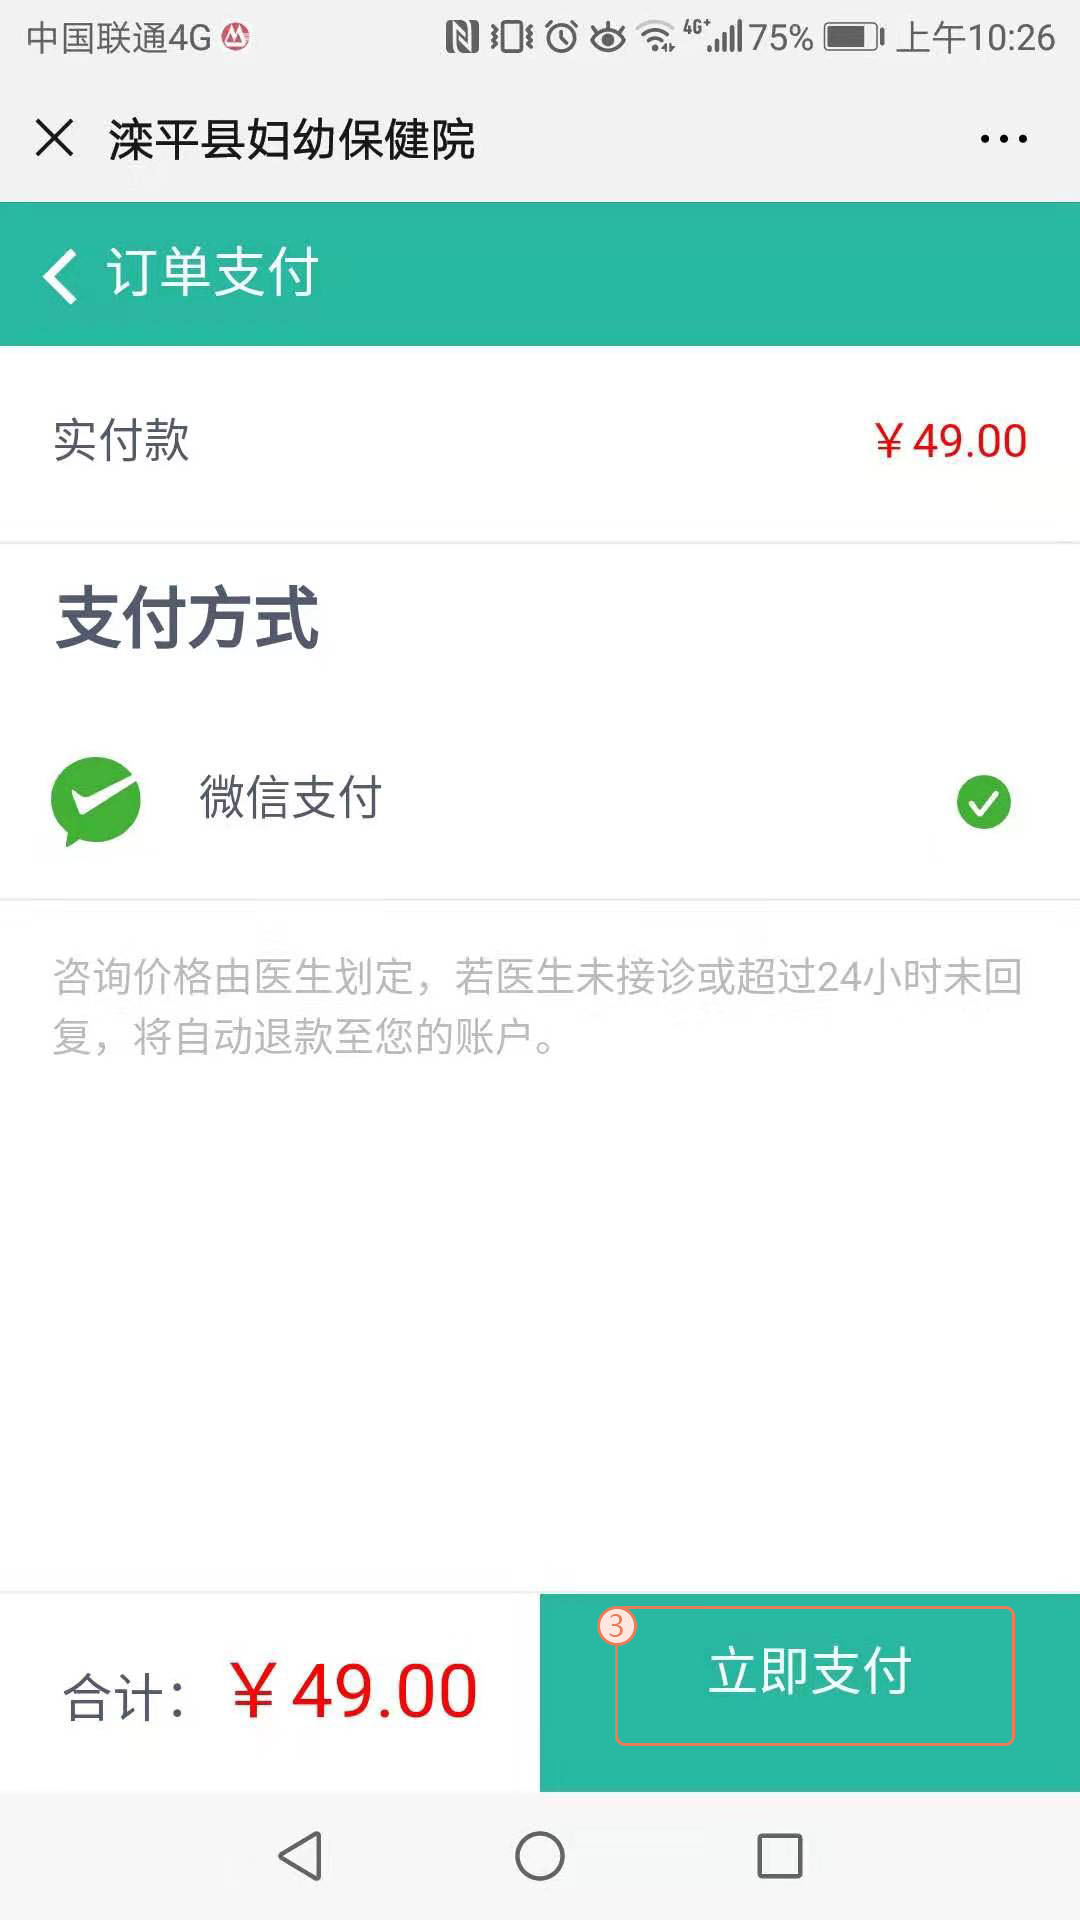 中国联通4G 4G+ 75% 上午10:26
滦平县妇幼保健院
订单支付
实付款 ￥49.00
支付方式
微信支付
咨询价格由医生划定，若医生未接诊或超过24小时未回
复，将自动退款至您的账户。
合计：￥49.00
3 立即支付